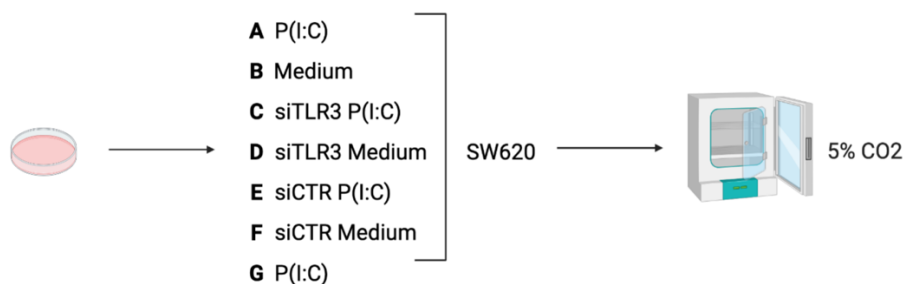 A P(I:C)
B Medium
C siTLR3 P(I:C)
D siTLR3 Medium
E siCTR P(I:C)
F siCTR Medium
G P(I:C)
SW620
5% CO2